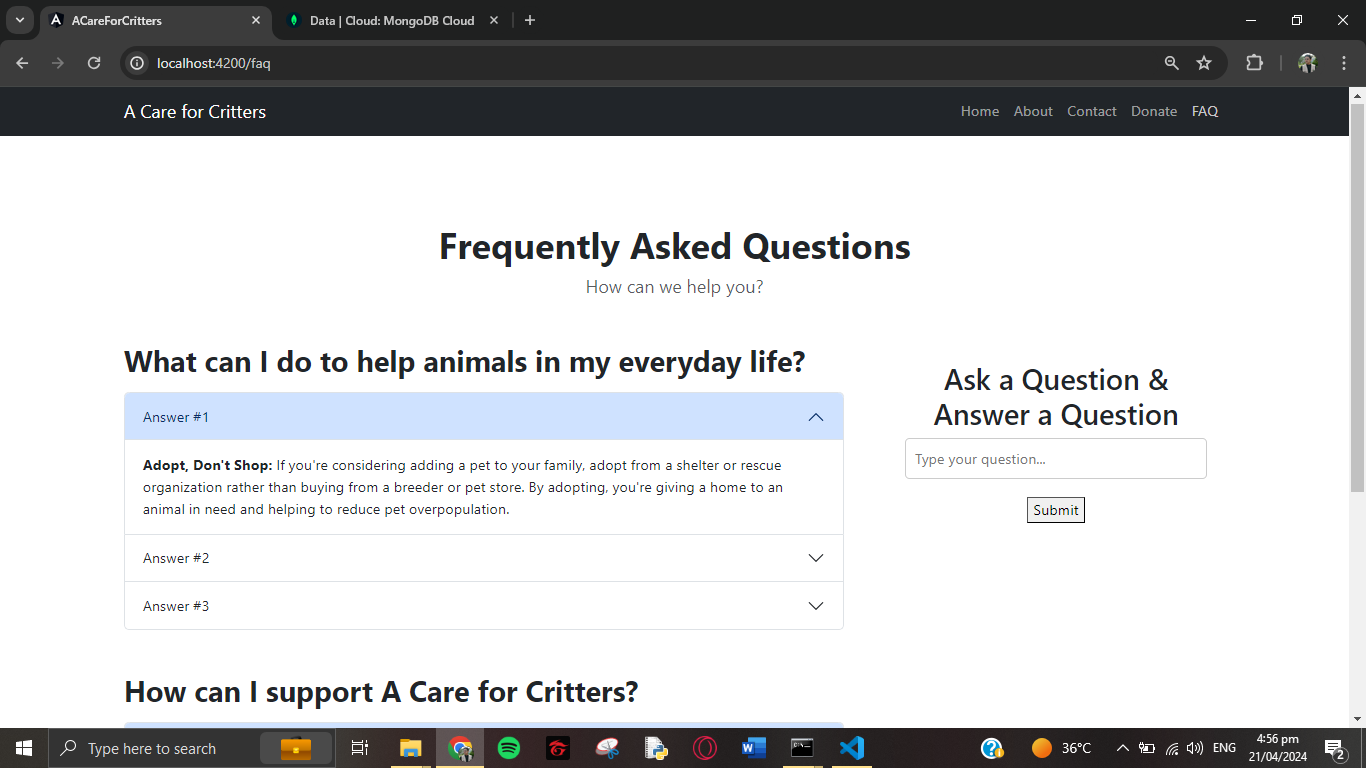 ACareForCritters
Data | Cloud: MongoDB Cloud
localhost:4200/faq
A Care for Critters
Home About Contact Donate FAQ
Frequently Asked Questions
How can we help you?
What can I do to help animals in my everyday life?
Answer #1
Adopt, Don't Shop: If you're considering adding a pet to your family, adopt from a shelter or rescue
organization rather than buying from a breeder or pet store. By adopting, you're giving a home to an
animal in need and helping to reduce pet overpopulation.
Answer #2
Answer #3
Ask a Question &
Answer a Question
Type your question...
Submit
How can I support A Care for Critters?
Type here to search
36°C
ENG
4:56 pm
21/04/2024
2